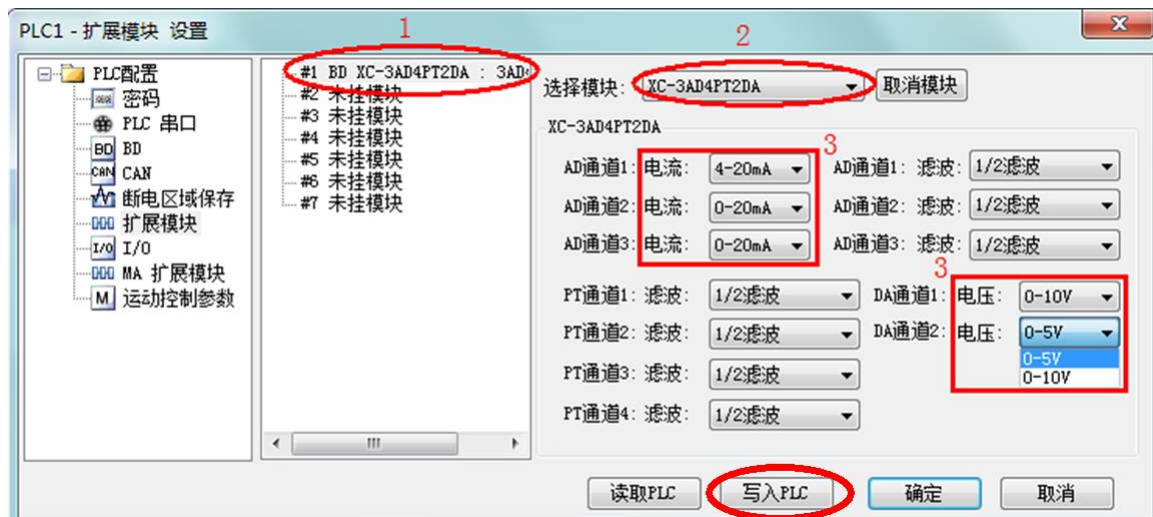 PLC1 - 扩展模块 设置
1
2
PLC配置
密码
PLC 串口
BD BD
CAN CAN
断电区域保存
扩展模块
I/O I/O
MA 扩展模块
M 运动控制参数
#1 BD XC-3AD4PT2DA : 3AD
#2 未挂模块
#3 未挂模块
#4 未挂模块
#5 未挂模块
#6 未挂模块
#7 未挂模块
选择模块: XC-3AD4PT2DA 取消模块
XC-3AD4PT2DA
3
AD通道1: 电流: 4-20mA AD通道1: 滤波: 1/2滤波
AD通道2: 电流: 0-20mA AD通道2: 滤波: 1/2滤波
AD通道3: 电流: 0-20mA AD通道3: 滤波: 1/2滤波
3
PT通道1: 滤波: 1/2滤波 DA通道1: 电压: 0-10V
PT通道2: 滤波: 1/2滤波 DA通道2: 电压: 0-5V
0-5V
PT通道3: 滤波: 1/2滤波 0-10V
PT通道4: 滤波: 1/2滤波
读取PLC 写入PLC 确定 取消